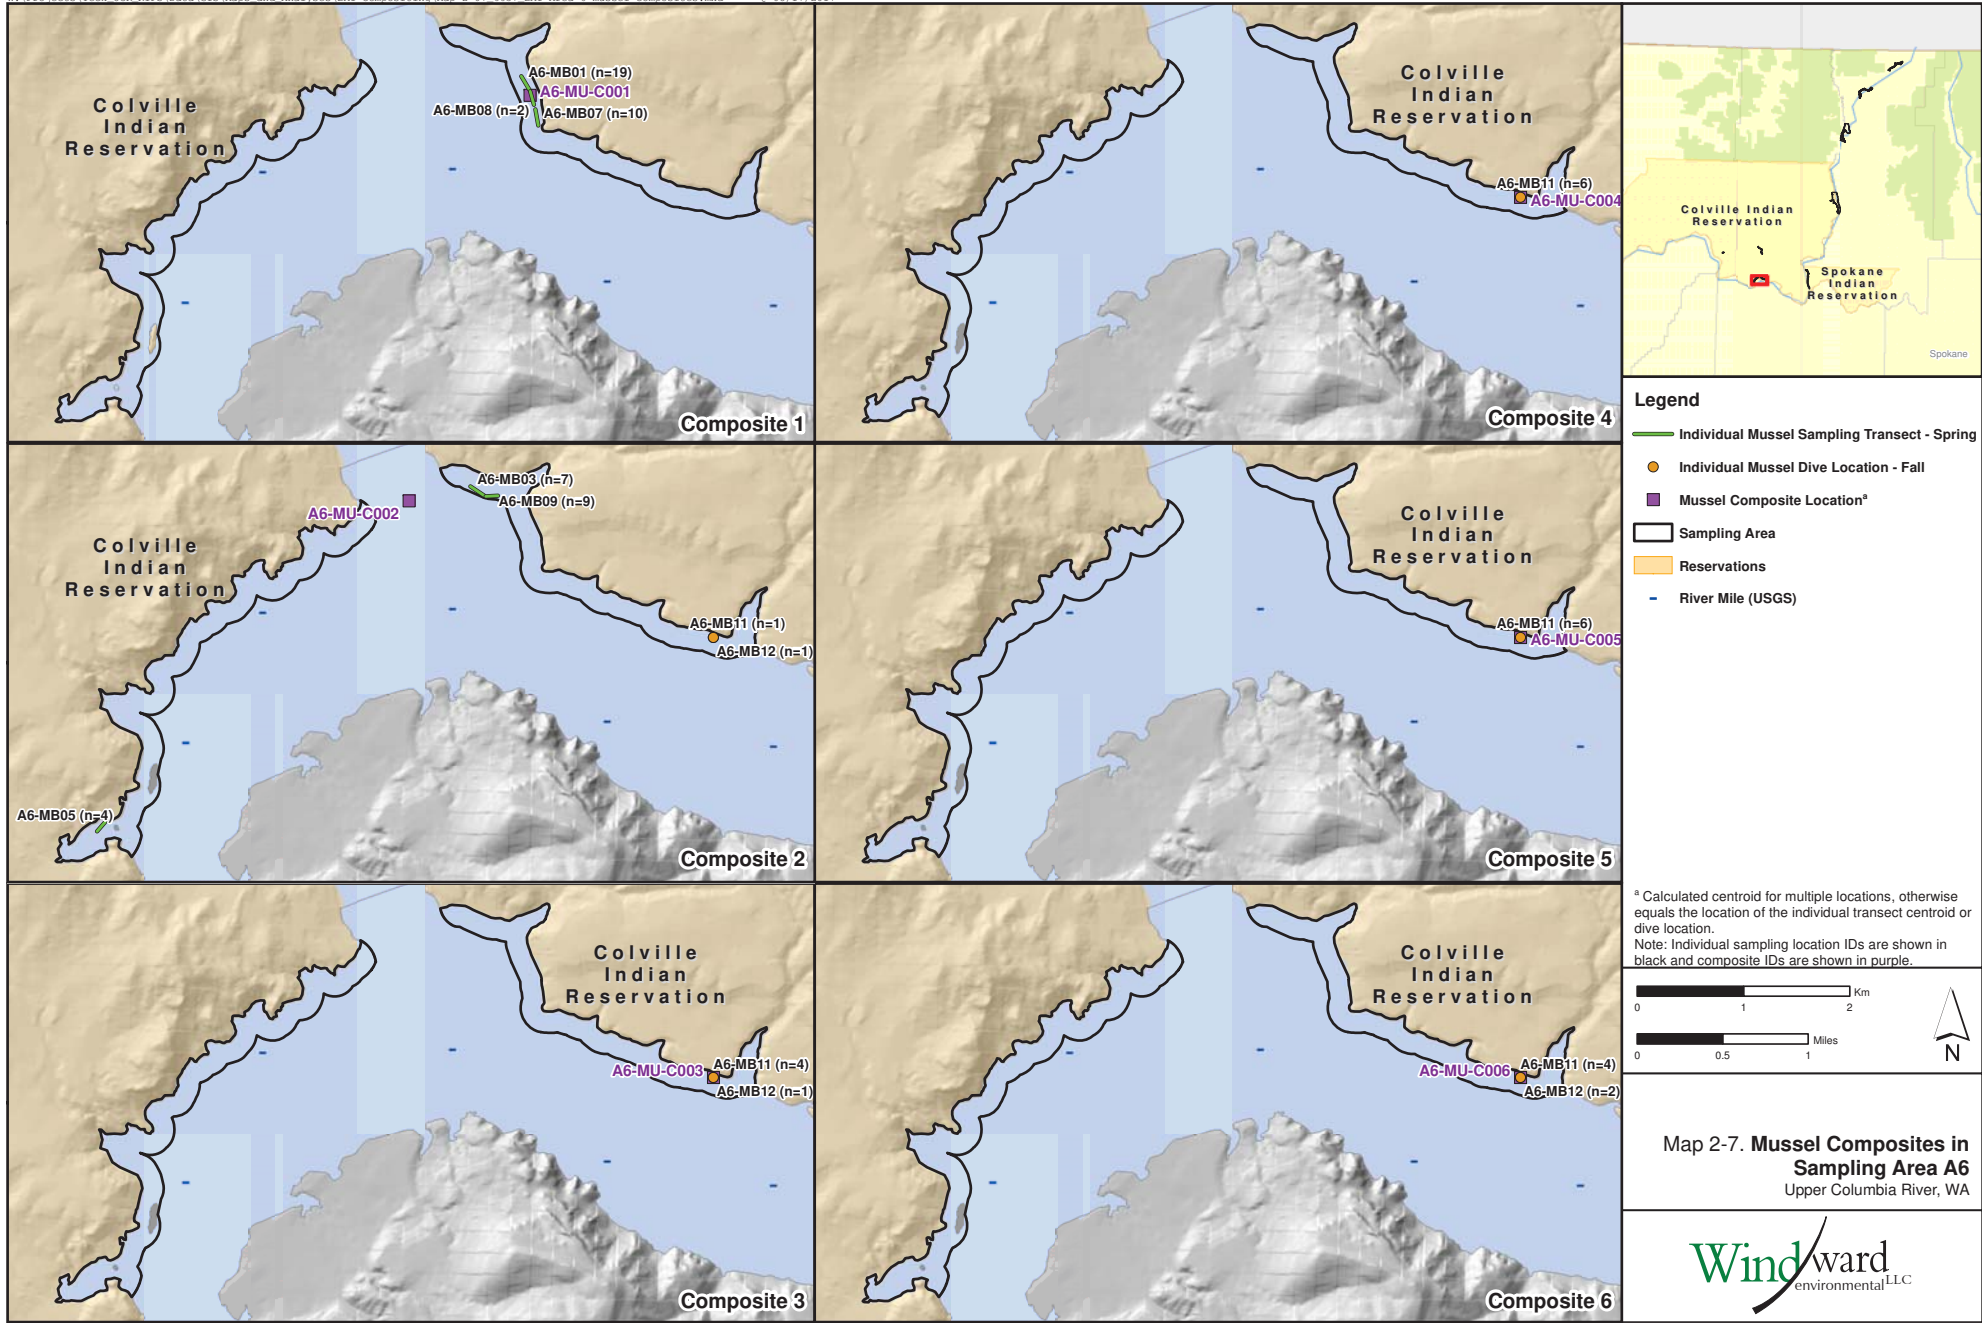 Colville
Indian
Reservation
A6-MB01 (n=19)
A6-MU-C001
A6-MB08 (n=2)
A6-MB07 (n=10)
Composite 1
Colville
Indian
Reservation
A6-MB11 (n=6)
A6-MU-C004
Composite 4
A6-MU-C002
A6-MB03 (n=7)
A6-MB09 (n=9)
Colville
Indian
Reservation
A6-MB11 (n=1)
A6-MB12 (n=1)
A6-MB05 (n=4)
Composite 2
Colville
Indian
Reservation
A6-MB11 (n=6)
A6-MU-C005
Composite 5
Colville
Indian
Reservation
A6-MU-C003
A6-MB11 (n=4)
A6-MB12 (n=1)
Composite 3
Colville
Indian
Reservation
A6-MU-C006
A6-MB11 (n=4)
A6-MB12 (n=2)
Composite 6
Colville Indian
Reservation
Spokane
Indian
Reservation
Spokane
Legend
Individual Mussel Sampling Transect - Spring
Individual Mussel Dive Location - Fall
Mussel Composite Locationᵃ
Sampling Area
Reservations
River Mile (USGS)
ᵃ Calculated centroid for multiple locations, otherwise
equals the location of the individual transect centroid or
dive location.
Note: Individual sampling location IDs are shown in
black and composite IDs are shown in purple.
Km
0 1 2
Miles
0 0.5 1
N
Map 2-7. Mussel Composites in
Sampling Area A6
Upper Columbia River, WA
Windward
environmental LLC